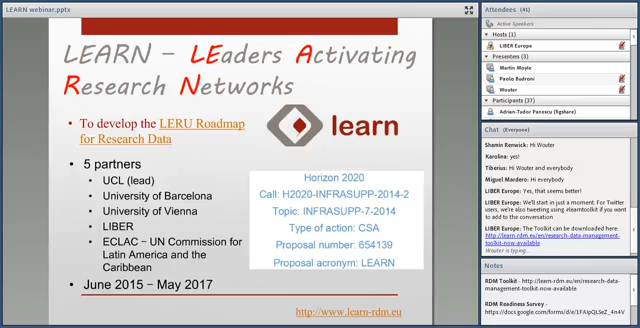 LEARN webinar.pptx
LEARN – LEaders Activating
Research Networks
To develop the LERU Roadmap
for Research Data
learn
5 partners
UCL (lead)
University of Barcelona
University of Vienna
LIBER
ECLAC – UN Commission for
Latin America and the
Caribbean
June 2015 – May 2017
Horizon 2020
Call: H2020-INFRASUPP-2014-2
Topic: INFRASUPP-7-2014
Type of action: CSA
Proposal number: 654139
Proposal acronym: LEARN
http://www.learn-rdm.eu
Attendees (41)
Active Speakers
Hosts (1)
LIBER Europe
Presenters (3)
Martin Moyle
Paolo Budroni
Wouter
Participants (37)
Adrian-Tudor Panescu (figshare)
Chat (Everyone)
Shamin Renwick: Hi Wouter
Karolina: yes!
Tiberius: Hi Wouter and everybody
Miguel Mardero: Hi everybody
LIBER Europe: Yes, that seems better!
LIBER Europe: We'll start in just a moment. For Twitter
users, we're also tweeting using #learntoolkit if you want
to add to the conversation
LIBER Europe: The Toolkit can be downloaded here:
http://learn-rdm.eu/en/research-data-management-
toolkit-now-available
Wouter is typing...
Notes
RDM Toolkit - learn-rdm.eu/en/research-data-
management-toolkit-now-available
RDM Readiness Survey -